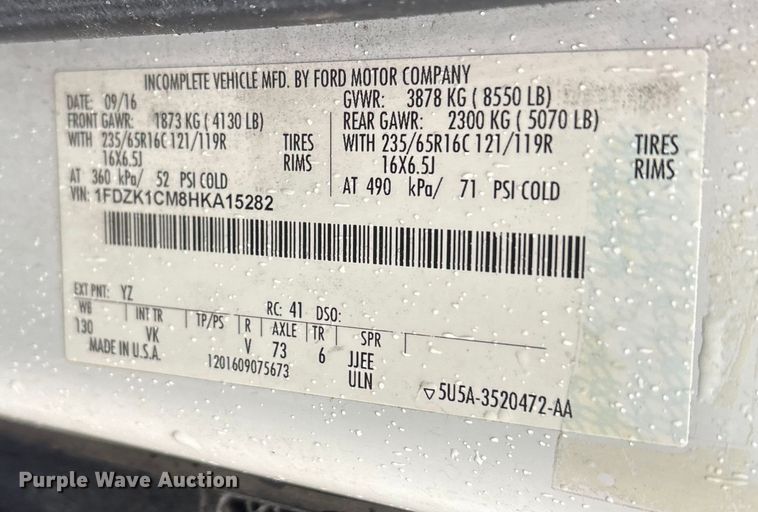 INCOMPLETE VEHICLE MFD. BY FORD MOTOR COMPANY
DATE: 09/16 GVWR: 3878 KG ( 8550 LB)
FRONT GAWR: 1873 KG ( 4130 LB) REAR GAWR: 2300 KG ( 5070 LB)
WITH 235/65R16C 121/119R TIRES WITH 235/65R16C 121/119R TIRES
16X6.5J RIMS 16X6.5J RIMS
AT 360 kPa/ 52 PSI COLD AT 490 kPa/ 71 PSI COLD
VIN: 1FDZK1CM8HKA15282
EXT PNT: YZ RC: 41 DSO:
WB INT TR TP/PS R AXLE TR SPR
130 VK V 73 6 JJEE
MADE IN U.S.A. 1201609075673 ULN
▽5U5A-3520472-AA
Purple Wave Auction